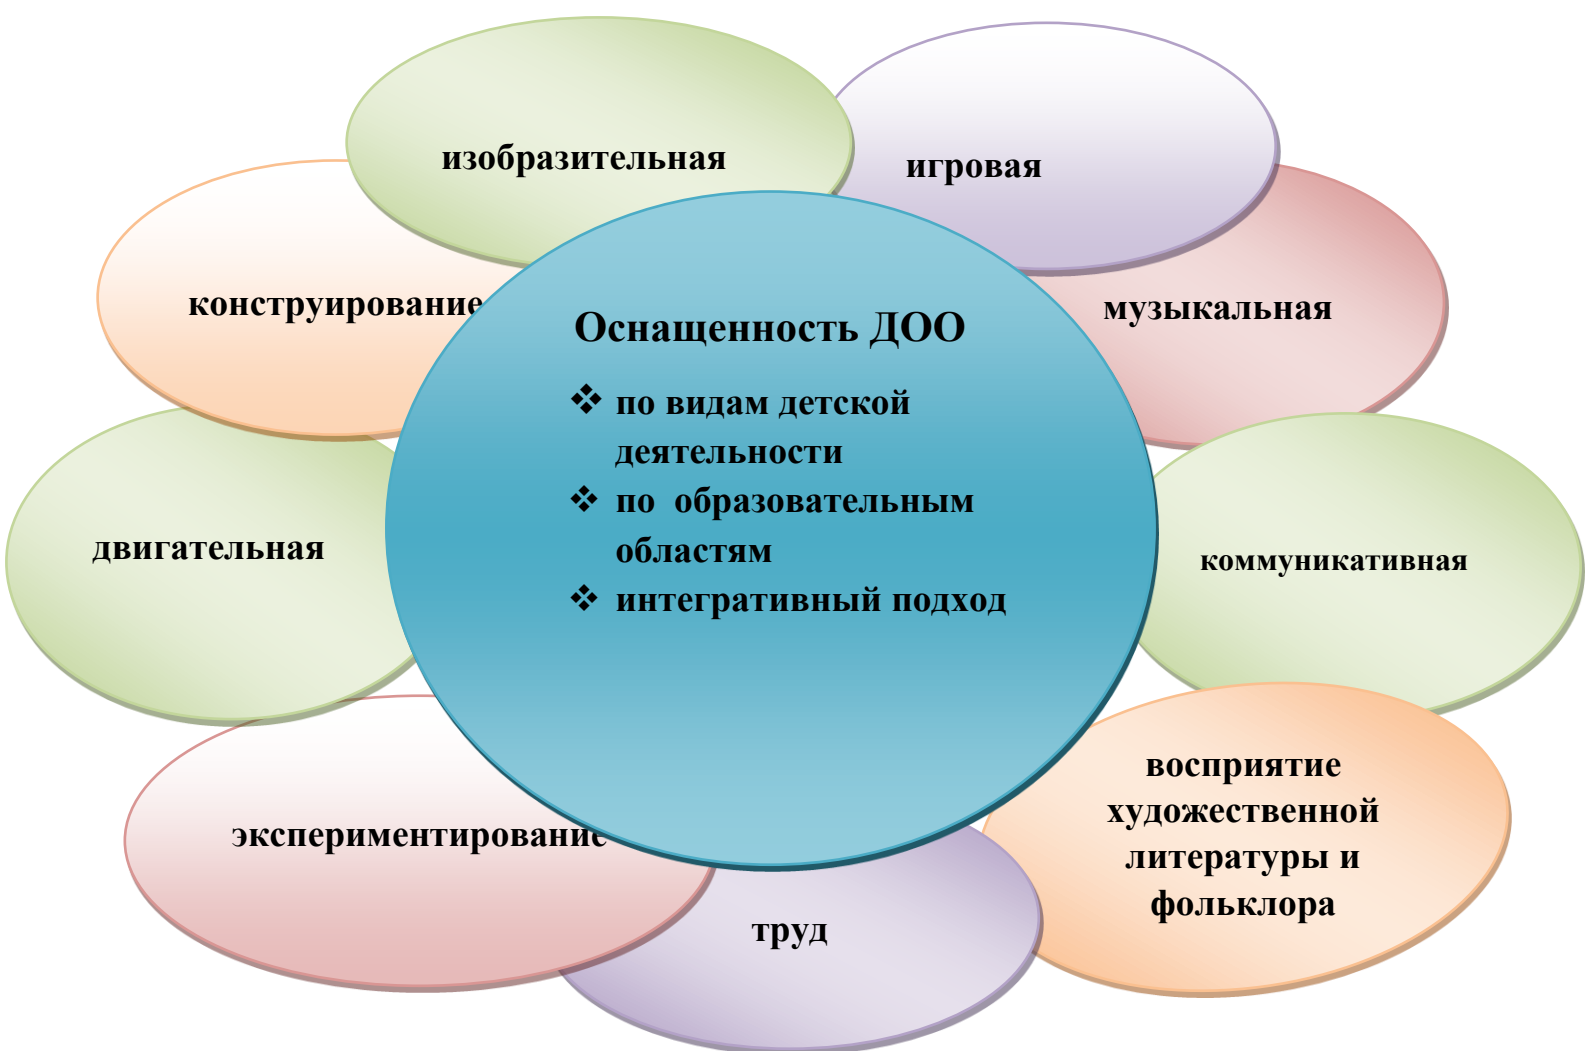 изобразительная
игровая
конструирование
музыкальная
Оснащенность ДОО
❖ по видам детской
деятельности
❖ по образовательным
областям
❖ интегративный подход
двигательная
коммуникативная
экспериментирование
труд
восприятие
художественной
литературы и
фольклора